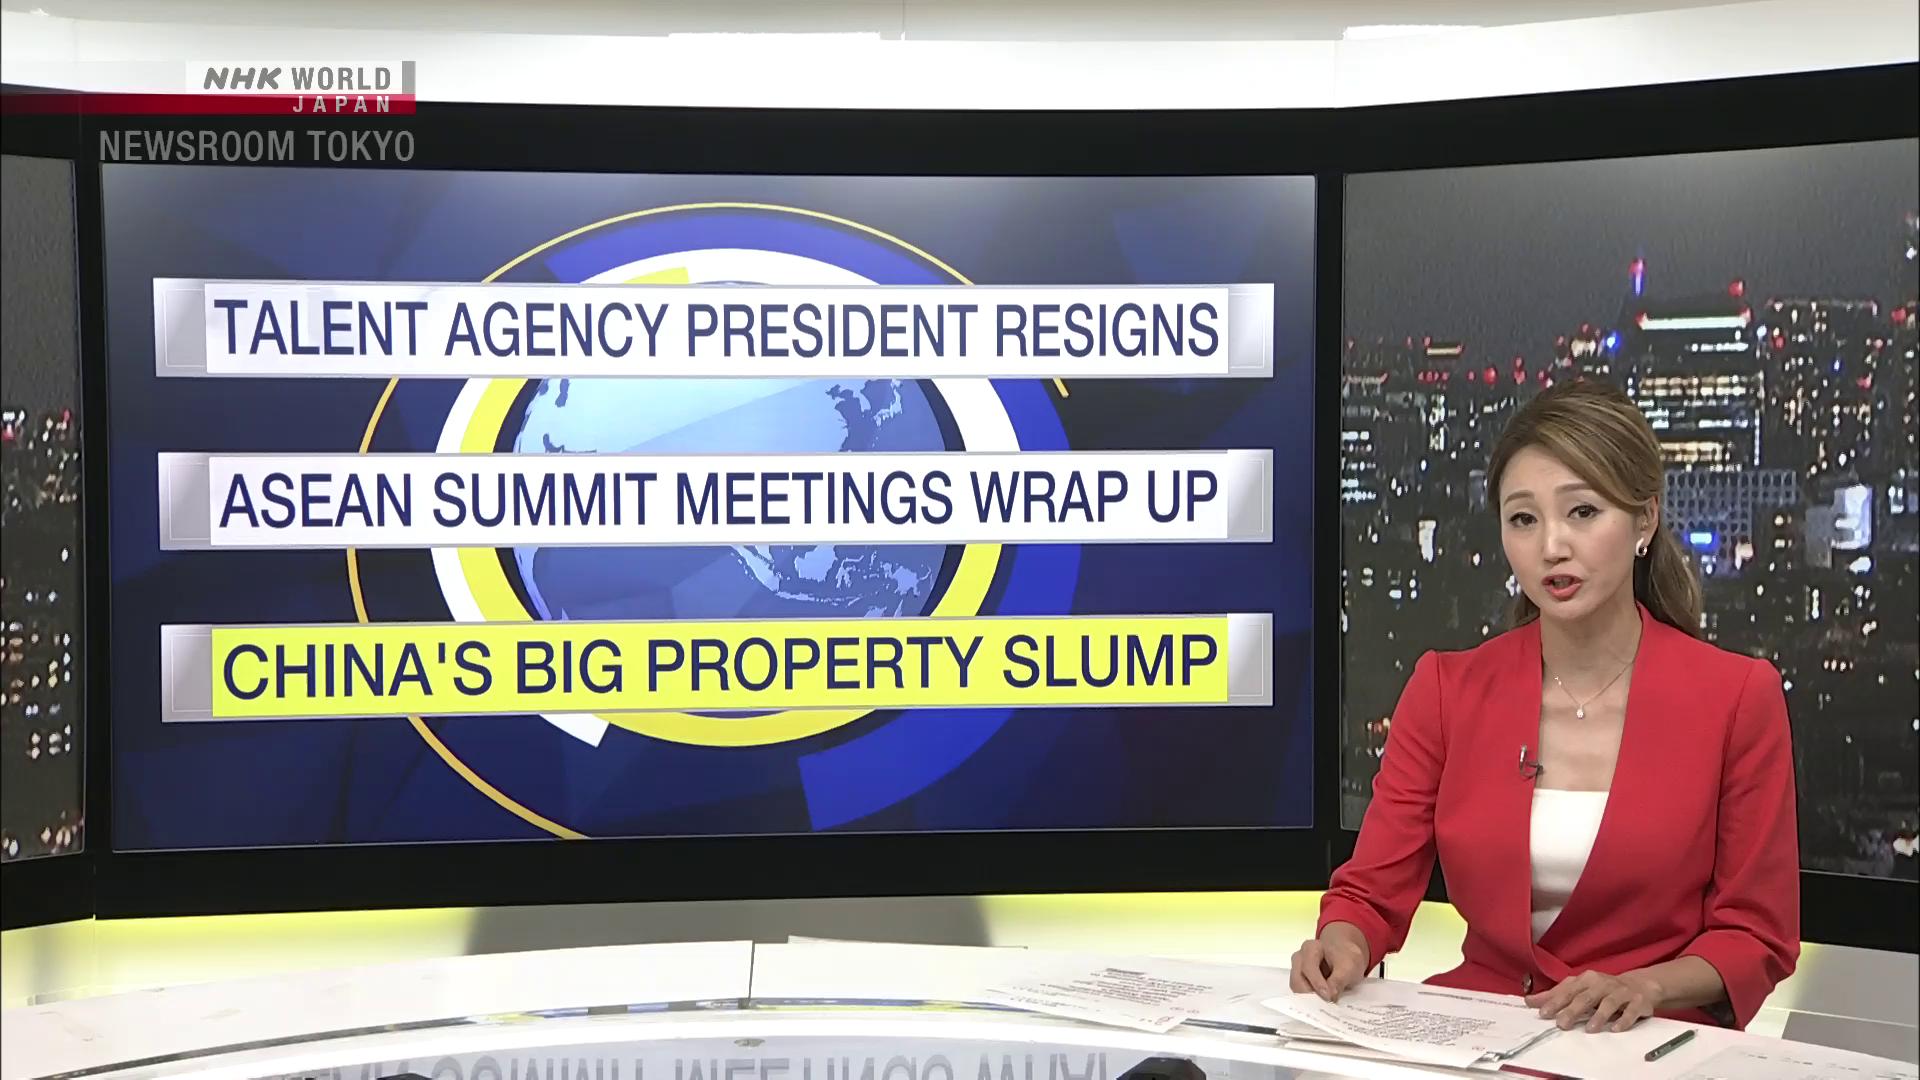 NHK WORLD
JAPAN
NEWSROOM TOKYO
TALENT AGENCY PRESIDENT RESIGNS
ASEAN SUMMIT MEETINGS WRAP UP
CHINA'S BIG PROPERTY SLUMP